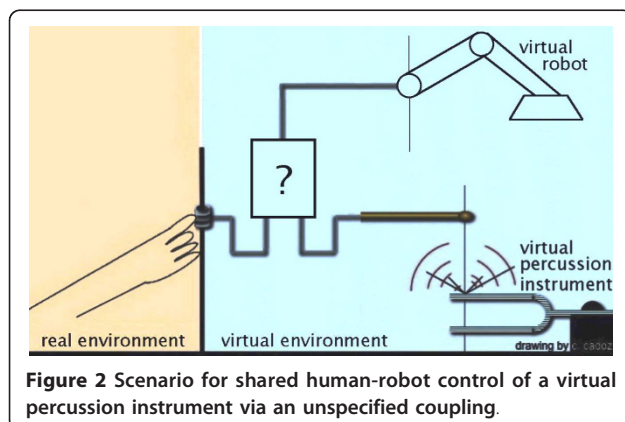 virtual
robot
?
virtual
percussion
instrument
real environment
virtual environment
drawing by c. cadoz
Figure 2 Scenario for shared human-robot control of a virtual
percussion instrument via an unspecified coupling.